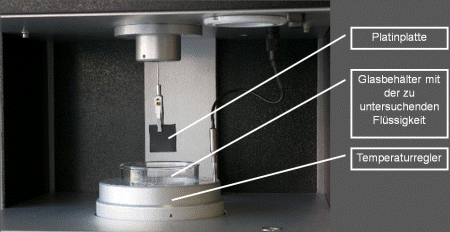 Platinplatte
Glasbehälter mit
der zu
untersuchenden
Flüssigkeit
Temperaturregler